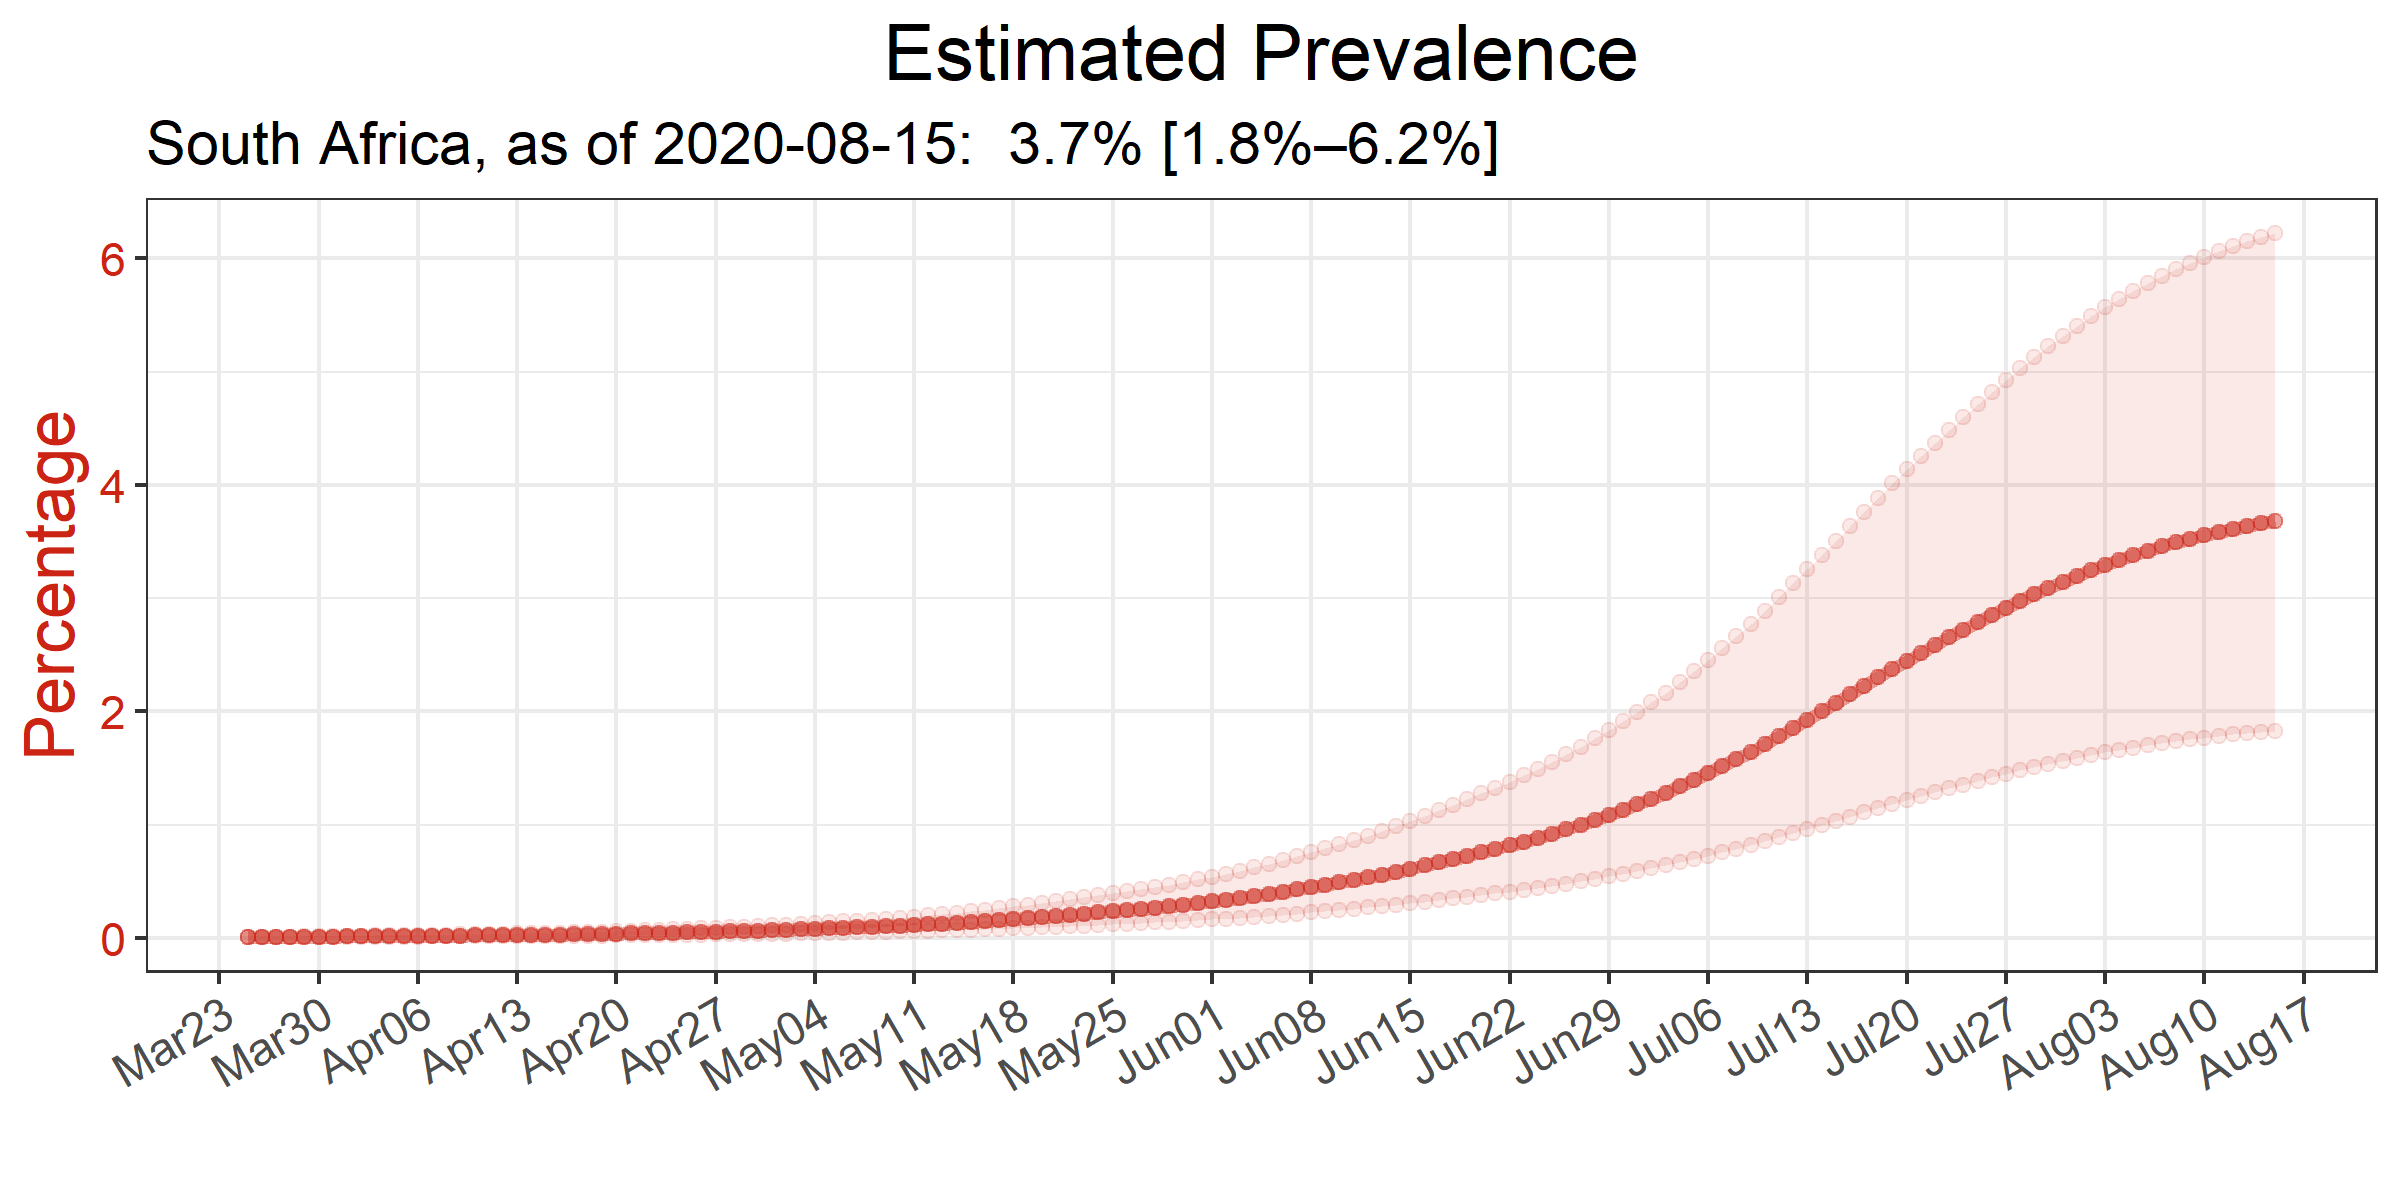 Estimated Prevalence
South Africa, as of 2020-08-15:  3.7% [1.8%–6.2%]
Percentage
6
4
2
0
Mar23
Mar30
Apr06
Apr13
Apr20
Apr27
May04
May11
May18
May25
Jun01
Jun08
Jun15
Jun22
Jun29
Jul06
Jul13
Jul20
Jul27
Aug03
Aug10
Aug17